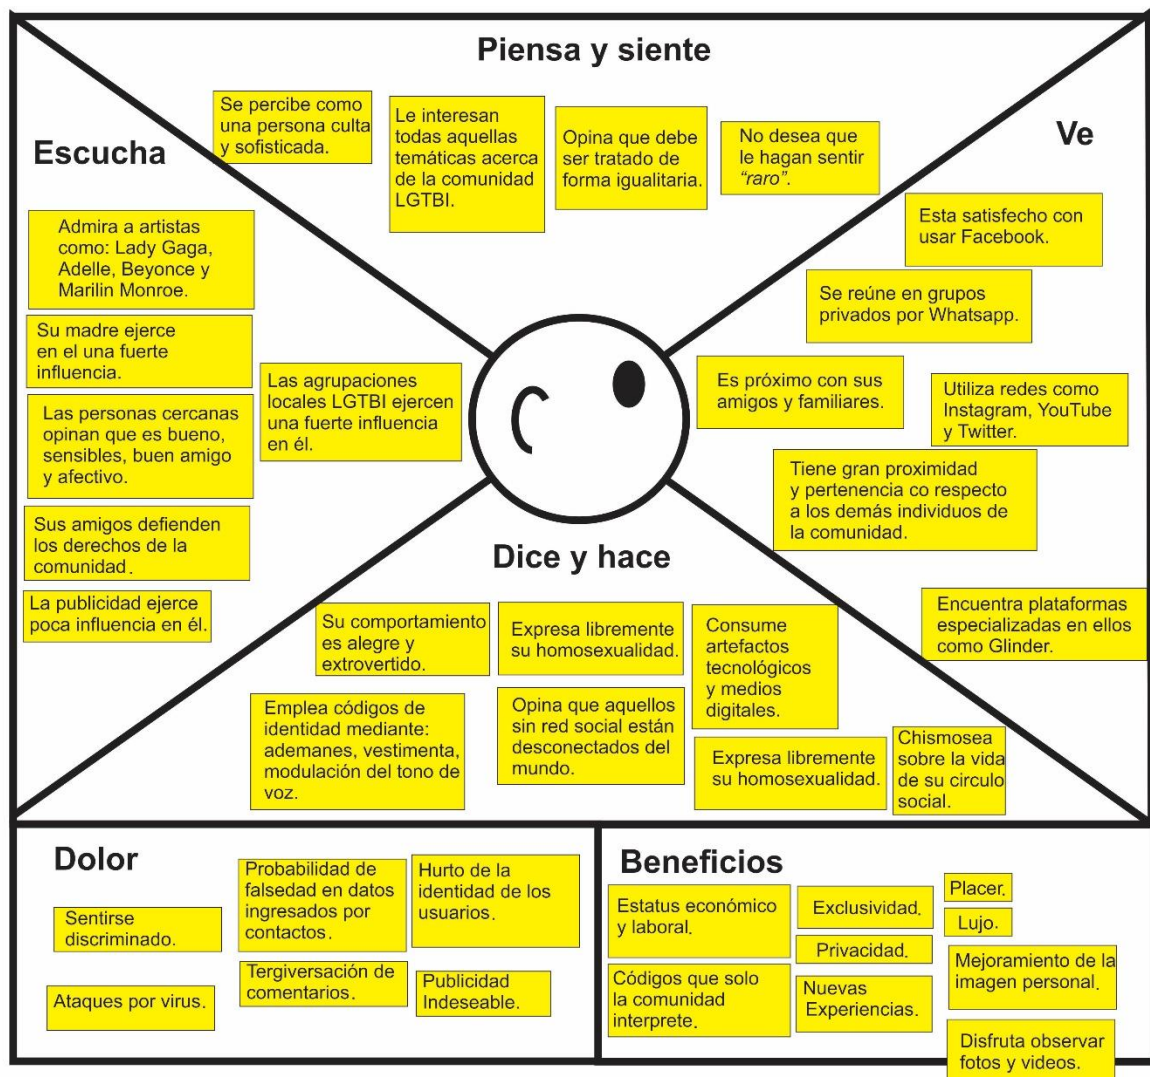 Piensa y siente
Se percibe como
una persona culta
y sofisticada.
Le interesan
todas aquellas
temáticas acerca
de la comunidad
LGTBI.
Opina que debe
ser tratado de
forma igualitaria.
No desea que
le hagan sentir
“raro”.
Escucha
Admira a artistas
como: Lady Gaga,
Adelle, Beyonce y
Marilin Monroe.
Su madre ejerce
en el una fuerte
influencia.
Las agrupaciones
locales LGTBI ejercen
una fuerte influencia
en él.
Las personas cercanas
opinan que es bueno,
sensibles, buen amigo
y afectivo.
Sus amigos defienden
los derechos de la
comunidad.
La publicidad ejerce
poca influencia en él.
Ve
Esta satisfecho con
usar Facebook.
Se reúne en grupos
privados por Whatsapp.
Es próximo con sus
amigos y familiares.
Utiliza redes como
Instagram, YouTube
y Twitter.
Tiene gran proximidad
y pertenencia co respecto
a los demás individuos de
la comunidad.
Encuentra plataformas
especializadas en ellos
como Glinder.
Dice y hace
Su comportamiento
es alegre y
extrovertido.
Expresa libremente
su homosexualidad.
Consume
artefactos
tecnológicos
y medios
digitales.
Emplea códigos de
identidad mediante:
ademanes, vestimenta,
modulación del tono de
voz.
Opina que aquellos
sin red social están
desconectados del
mundo.
Expresa libremente
su homosexualidad.
Chismosea
sobre la vida
de su circulo
social.
Dolor
Sentirse
discriminado.
Probabilidad de
falsedad en datos
ingresados por
contactos.
Hurto de la
identidad de los
usuarios.
Ataques por virus.
Tergiversación de
comentarios.
Publicidad
Indeseable.
Beneficios
Estatus económico
y laboral.
Exclusividad.
Placer.
Lujo.
Privacidad.
Códigos que solo
la comunidad
interprete.
Nuevas
Experiencias.
Mejoramiento de la
imagen personal.
Disfruta observar
fotos y videos.